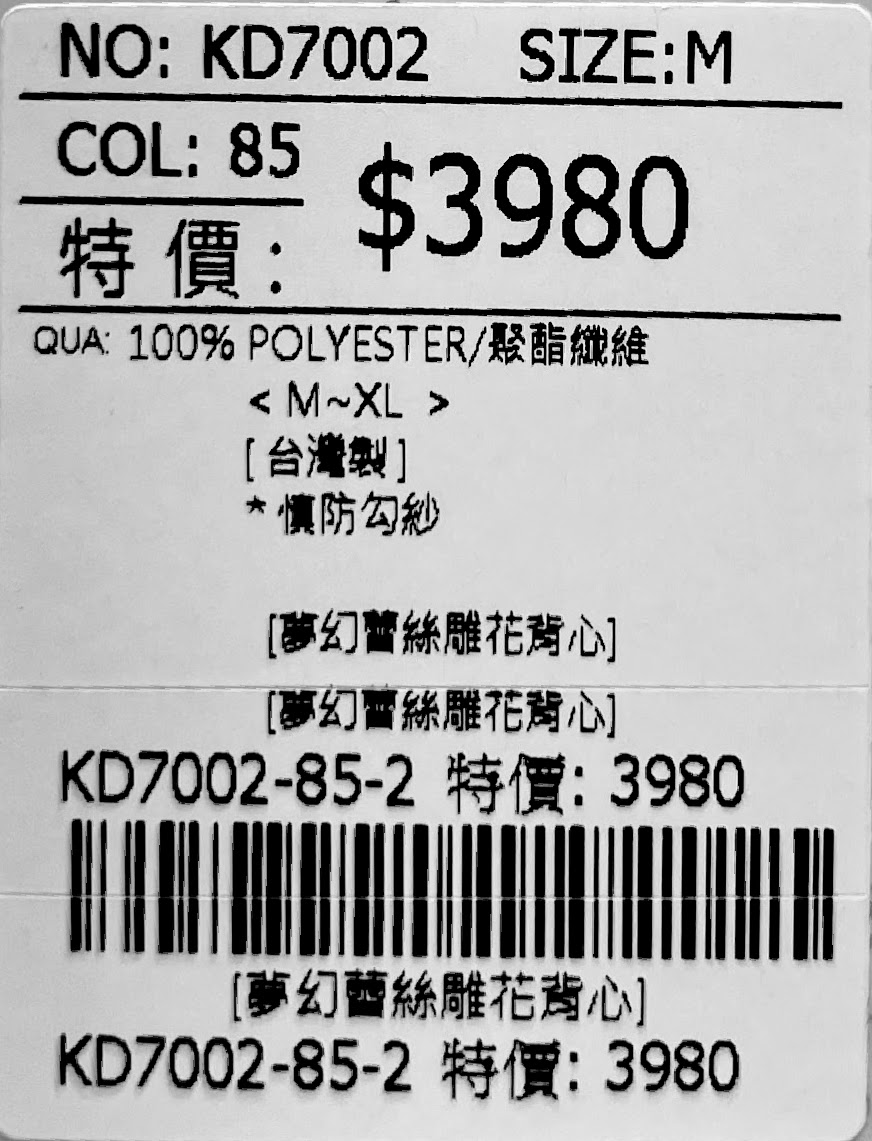 NO: KD7002 SIZE:M
COL: 85
$3980
特 價 :
QUA: 100% POLYESTER/聚酯纖維
< M~XL >
[ 台灣製 ]
* 慎防勾紗
[夢幻蕾絲雕花背心]
[夢幻蕾絲雕花背心]
KD7002-85-2 特價: 3980
[夢幻蕾絲雕花背心]
KD7002-85-2 特價: 3980